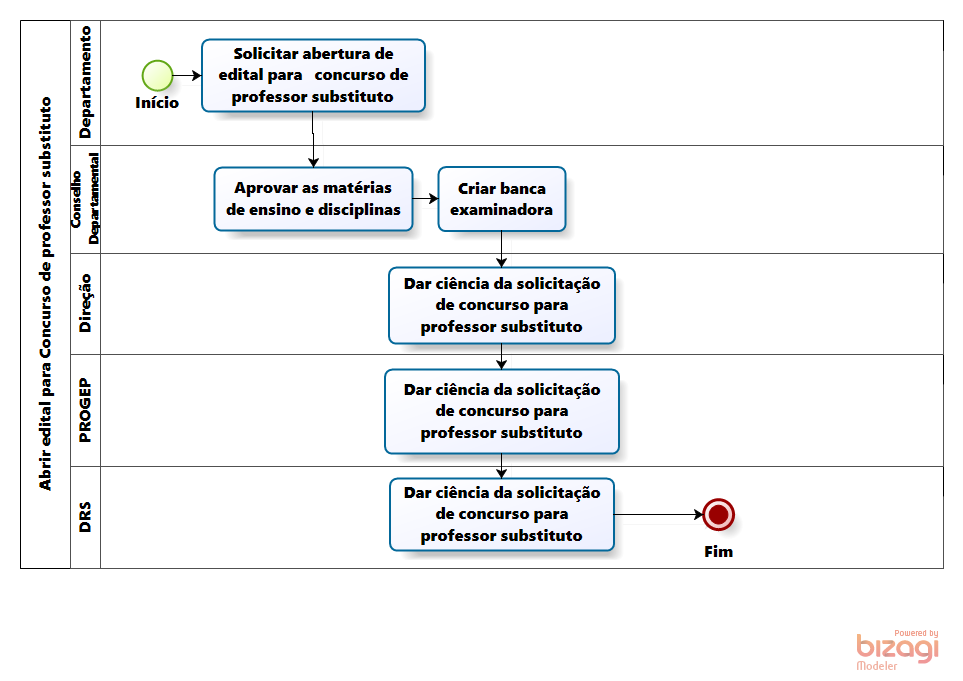 Abrir edital para Concurso de professor substituto
Departamento
Início
Solicitar abertura de
edital para concurso de
professor substituto
Conselho
Departamental
Aprovar as matérias
de ensino e disciplinas
Criar banca
examinadora
Direção
Dar ciência da solicitação
de concurso para
professor substituto
PROGEP
Dar ciência da solicitação
de concurso para
professor substituto
DRS
Dar ciência da solicitação
de concurso para
professor substituto
Fim
Powered by
bizagi
Modeler